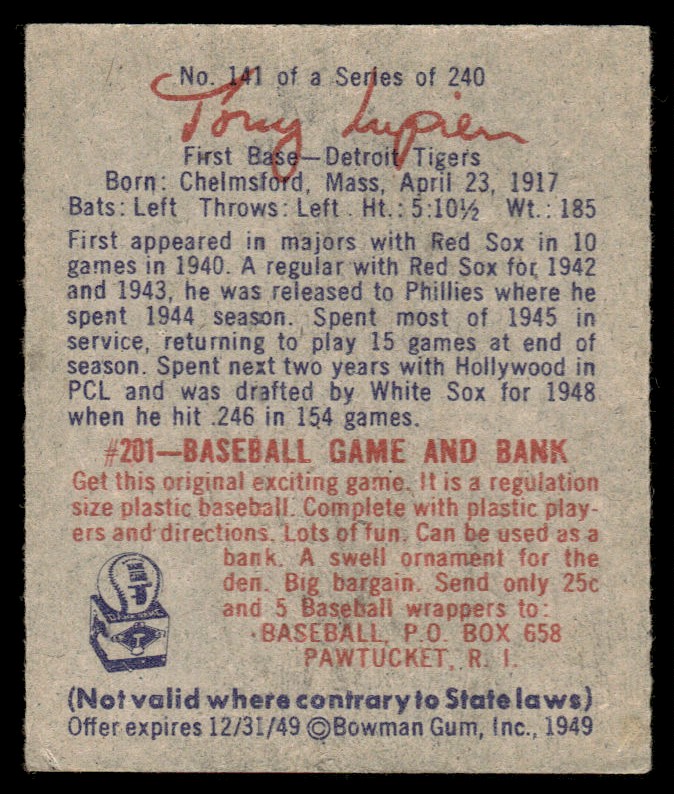 No. 141 of a Series of 240
Tony Lupien
First Base—Detroit Tigers
Born: Chelmsford, Mass, April 23, 1917
Bats: Left Throws: Left Ht.: 5:10½ Wt.: 185
First appeared in majors with Red Sox in 10
games in 1940. A regular with Red Sox for 1942
and 1943, he was released to Phillies where he
spent 1944 season. Spent most of 1945 in
service, returning to play 15 games at end of
season. Spent next two years with Hollywood in
PCL and was drafted by White Sox for 1948
when he hit .246 in 154 games.
#201—BASEBALL GAME AND BANK
Get this original exciting game. It is a regulation
size plastic baseball. Complete with plastic play-
ers and directions. Lots of fun. Can be used as a
bank. A swell ornament for the
den. Big bargain. Send only 25c
and 5 Baseball wrappers to:
BASEBALL, P.O. BOX 658
PAWTUCKET, R. I.
(Not valid where contrary to State laws)
Offer expires 12/31/49 ©Bowman Gum, Inc., 1949